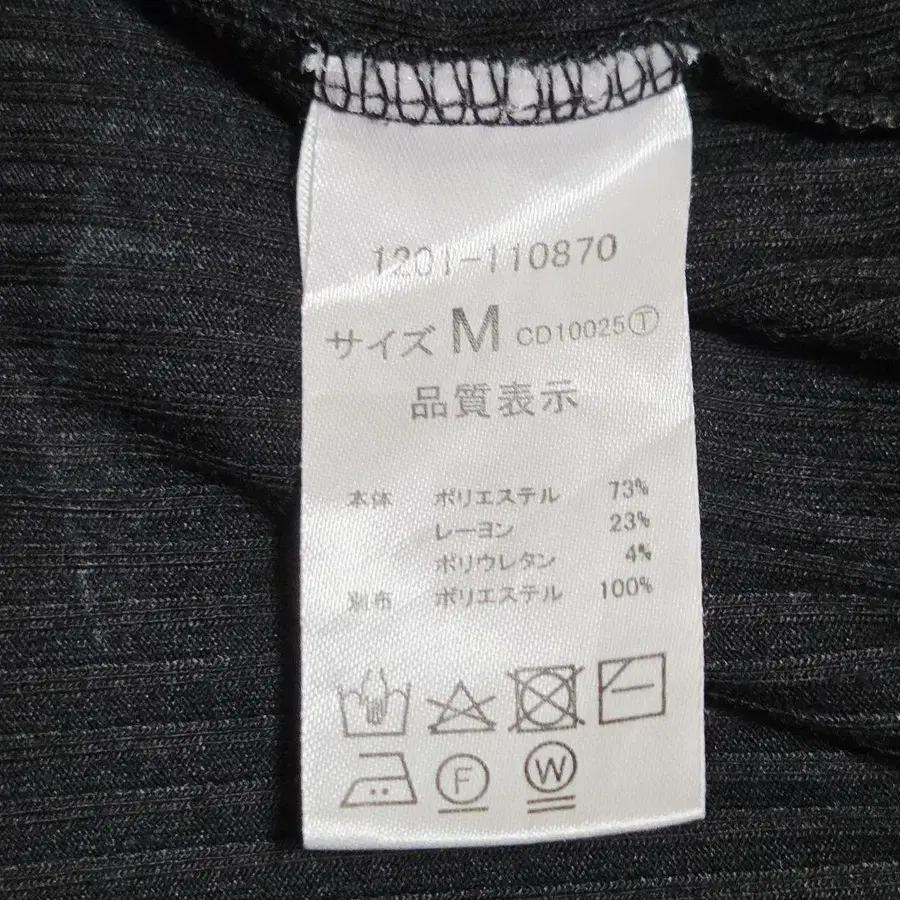 1201-110870
サイズ M CD10025Ⓣ
品質表示
本体 ポリエステル 73%
レーヨン 23%
ポリウレタン 4%
別布 ポリエステル 100%
F W